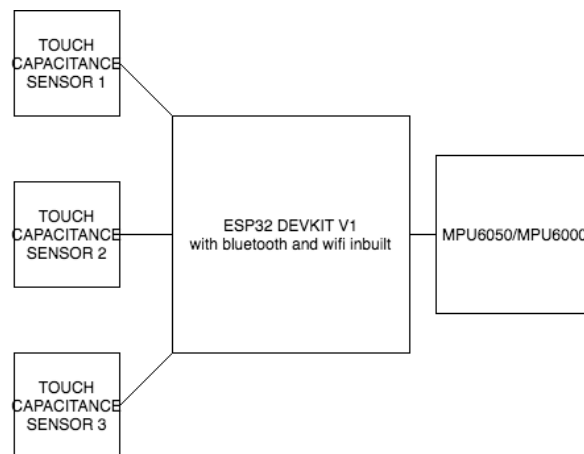 TOUCH
CAPACITANCE
SENSOR 1
TOUCH
CAPACITANCE
SENSOR 2
TOUCH
CAPACITANCE
SENSOR 3
ESP32 DEVKIT V1
with bluetooth and wifi inbuilt
MPU6050/MPU6000